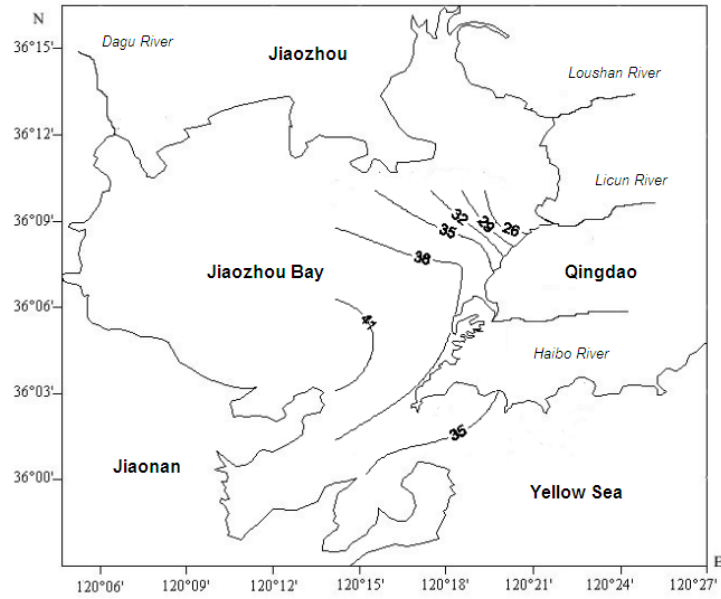 N
Dagu River
36°15'
Jiaozhou
Loushan River
36°12'
Licun River
36°09'
32
29
26
35
38
Jiaozhou Bay
Qingdao
36°06'
41
Haibo River
36°03'
35
Jiaonan
36°00'
Yellow Sea
E
120°06' 120°09' 120°12' 120°15' 120°18' 120°21' 120°24' 120°27'